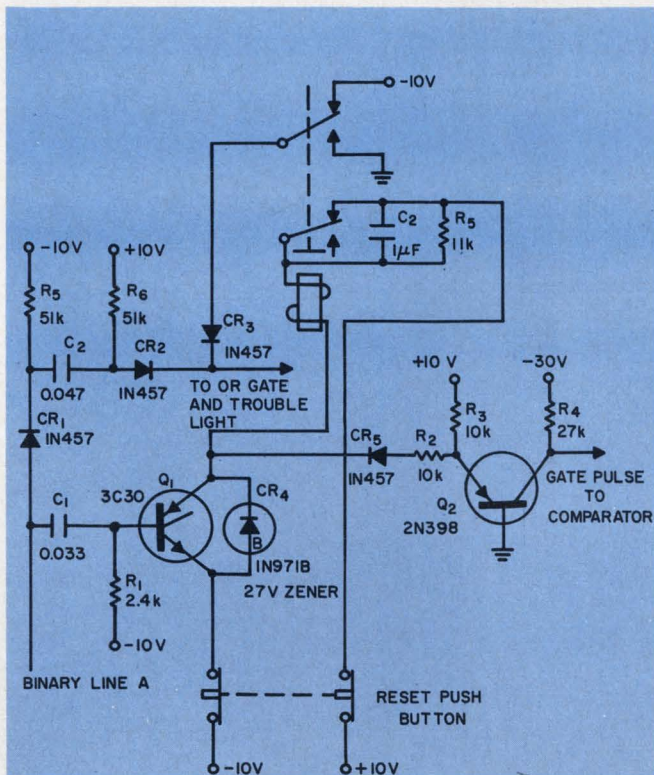 -10V
-10V
+10V
R5
51k
R6
51k
C2
0.047
CR2
1N457
CR3
1N457
CR1
1N457
TO OR GATE
AND TROUBLE
LIGHT
C2
1μF
R5
11k
+10 V
-30V
R3
10k
R4
27k
CR5
1N457
R2
10k
Q2
2N398
GATE PULSE
TO
COMPARATOR
Q1
3C30
CR4
B
1N971B
27V ZENER
C1
0.033
R1
2.4k
-10V
BINARY LINE A
RESET PUSH
BUTTON
-10V
+10V